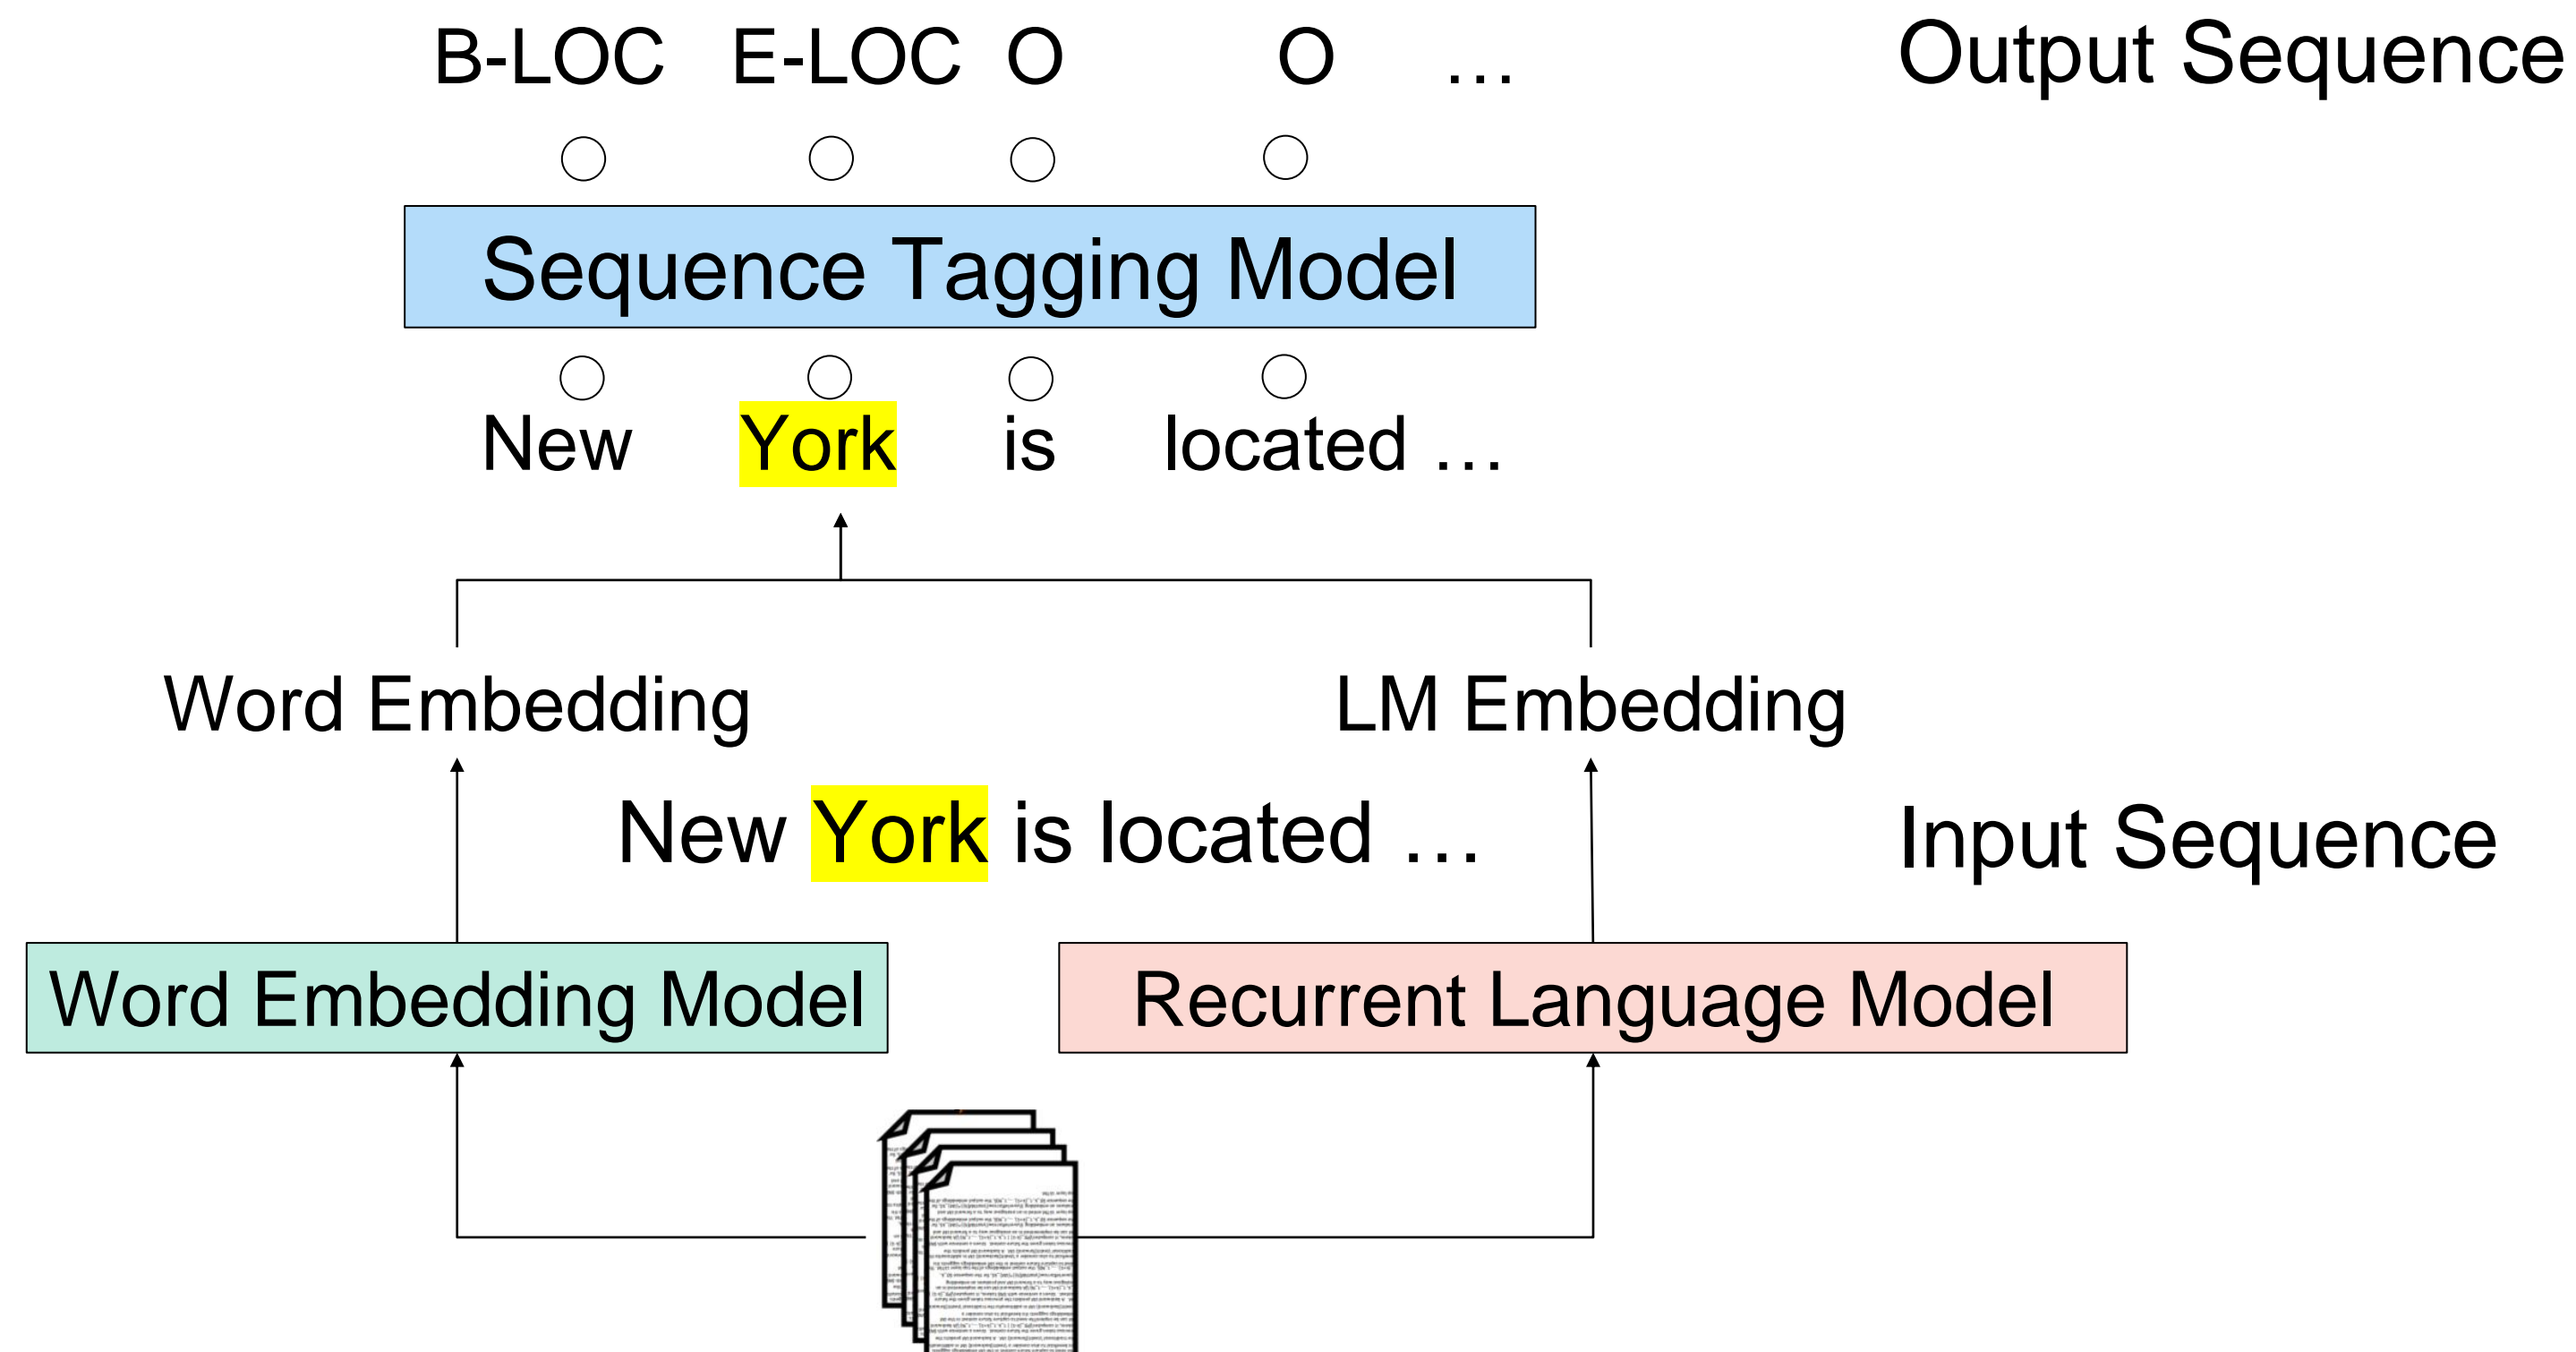 B-LOC E-LOC O O … Output Sequence
Sequence Tagging Model
New York is located …
Word Embedding LM Embedding
New York is located … Input Sequence
Word Embedding Model Recurrent Language Model